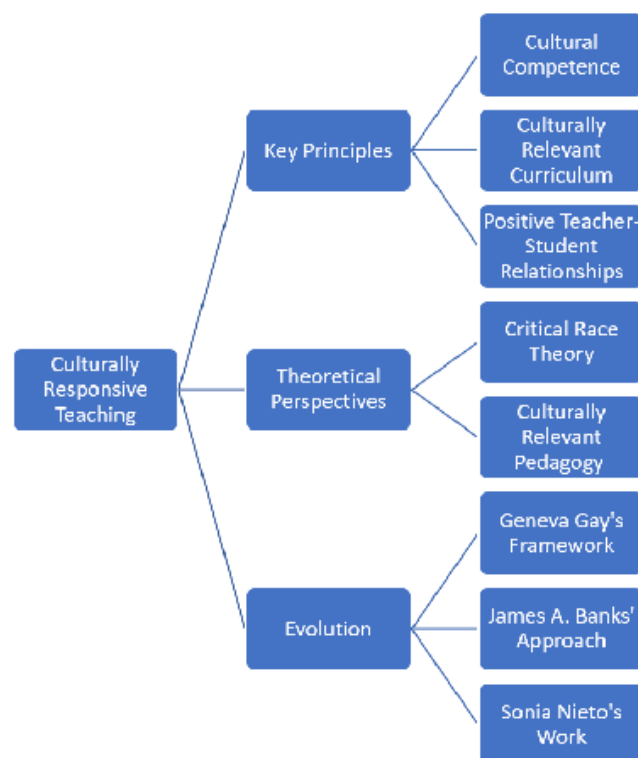 Cultural
Competence
Key Principles
Culturally
Relevant
Curriculum
Positive Teacher-
Student
Relationships
Culturally
Responsive
Teaching
Theoretical
Perspectives
Critical Race
Theory
Culturally
Relevant
Pedagogy
Evolution
Geneva Gay's
Framework
James A. Banks'
Approach
Sonia Nieto's
Work